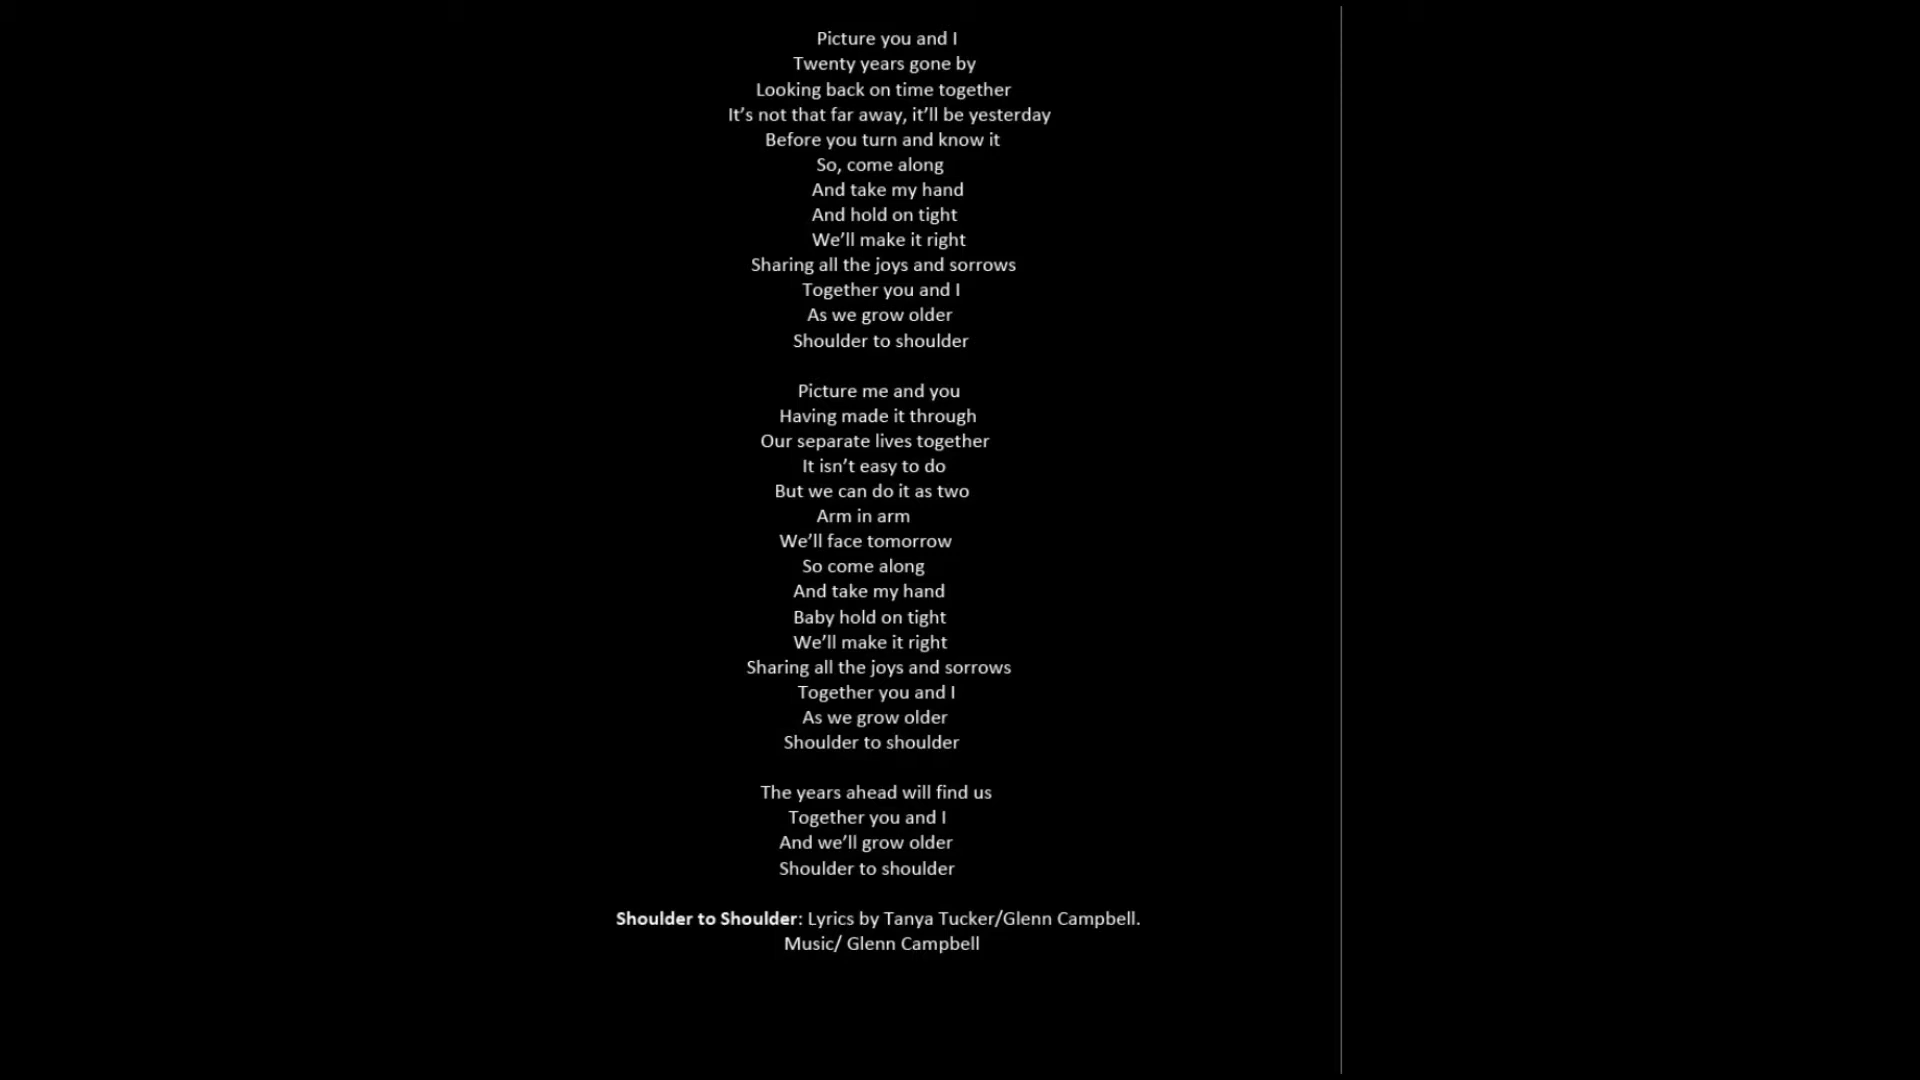 Picture you and I
Twenty years gone by
Looking back on time together
It’s not that far away, it’ll be yesterday
Before you turn and know it
So, come along
And take my hand
And hold on tight
We’ll make it right
Sharing all the joys and sorrows
Together you and I
As we grow older
Shoulder to shoulder

Picture me and you
Having made it through
Our separate lives together
It isn’t easy to do
But we can do it as two
Arm in arm
We’ll face tomorrow
So come along
And take my hand
Baby hold on tight
We’ll make it right
Sharing all the joys and sorrows
Together you and I
As we grow older
Shoulder to shoulder

The years ahead will find us
Together you and I
And we’ll grow older
Shoulder to shoulder

Shoulder to Shoulder: Lyrics by Tanya Tucker/Glenn Campbell.
Music/ Glenn Campbell